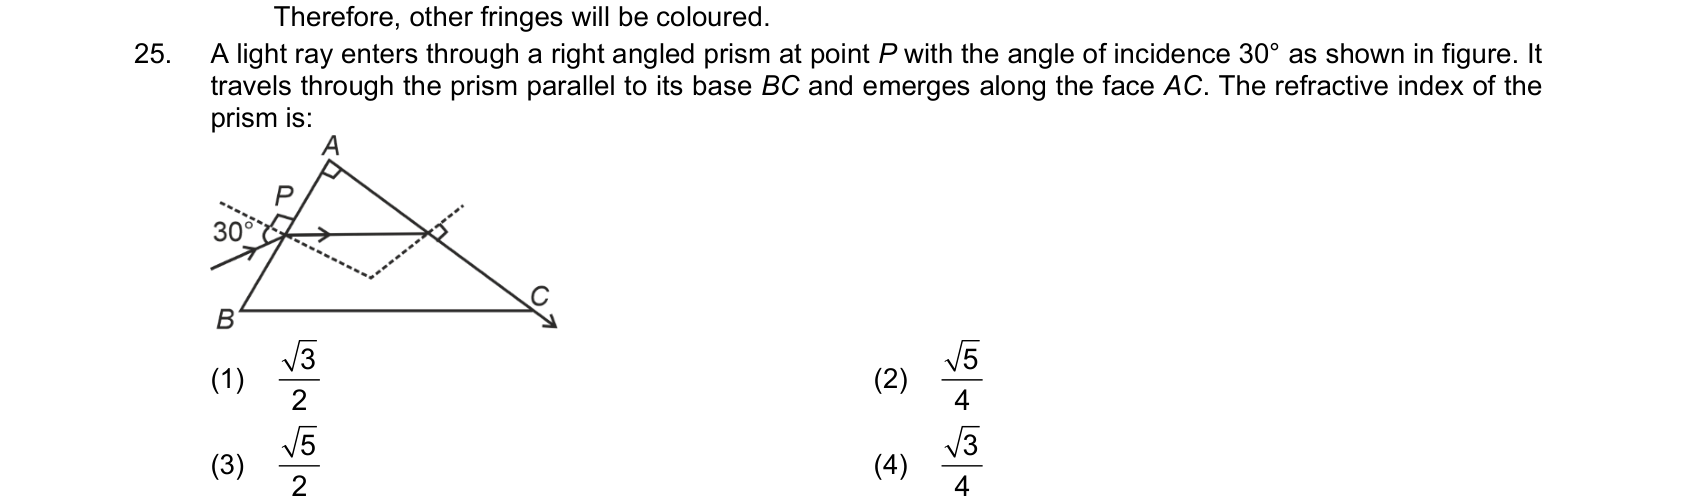 Therefore, other fringes will be coloured.
25. A light ray enters through a right angled prism at point P with the angle of incidence 30° as shown in figure. It
travels through the prism parallel to its base BC and emerges along the face AC. The refractive index of the
prism is:
A
P
30°
C
B
(1) √3/2 (2) √5/4
(3) √5/2 (4) √3/4